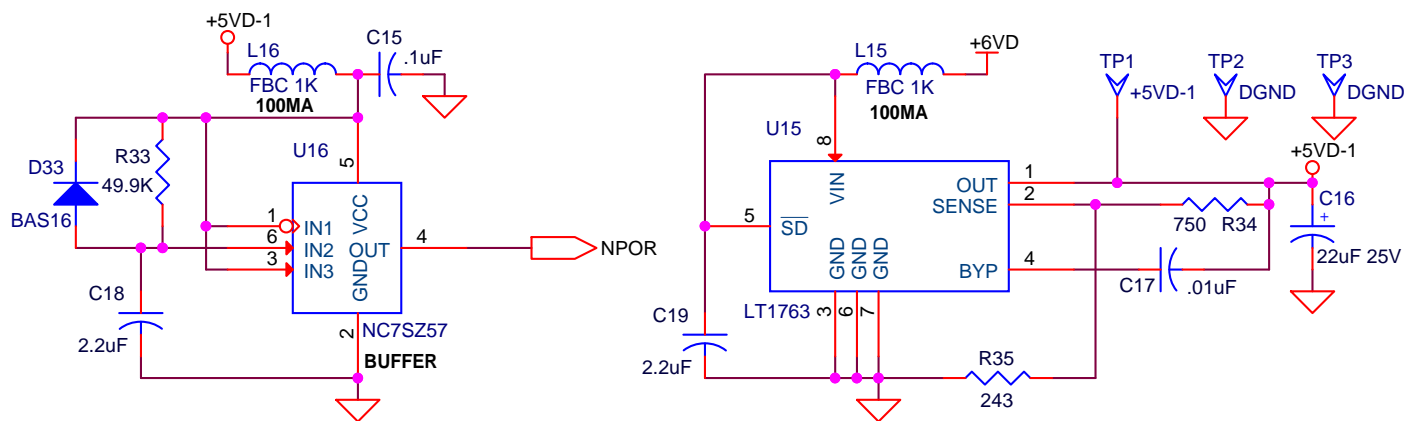 +5VD-1
L16
FBC 1K
100MA
C15
.1uF
D33
BAS16
R33
49.9K
U16
5
1
6
3
IN1
IN2
IN3
VCC
OUT
GND
4
NPOR
2
NC7SZ57
BUFFER
C18
2.2uF
L15
FBC 1K
100MA
+6VD
U15
8
VIN
5
SD
OUT
SENSE
BYP
1
2
4
GND
GND
GND
LT1763
3
6
7
C19
2.2uF
TP1
+5VD-1
TP2
DGND
TP3
DGND
+5VD-1
750
R34
C16
+
22uF 25V
C17
.01uF
R35
243